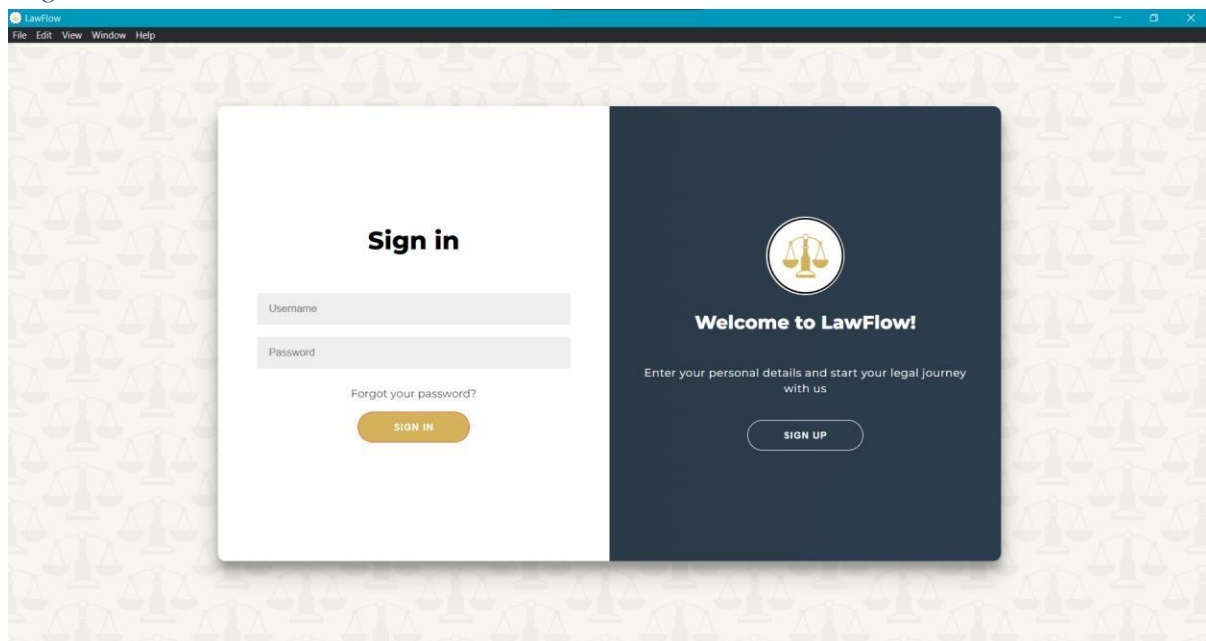 LawFlow
File Edit View Window Help
Sign in
Username
Password
Forgot your password?
SIGN IN
Welcome to LawFlow!
Enter your personal details and start your legal journey
with us
SIGN UP